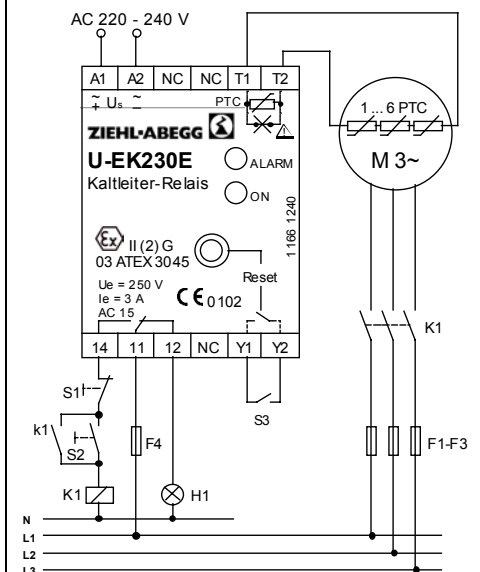 AC 220 - 240 V
A1 A2 NC NC T1 T2
~ + Us ~ - PTC
ZIEHL-ABEGG
U-EK230E
ALARM
Kaltleiter-Relais
ON
1166 1240
Ex II (2) G
03 ATEX 3045
Ue = 250 V
Ie = 3 A
AC 15
CE 0102
Reset
14 11 12 NC Y1 Y2
1 ... 6 PTC
M 3~
K1
S1
S3
k1
S2
F4
F1-F3
K1
H1
N
L1
L2
L3